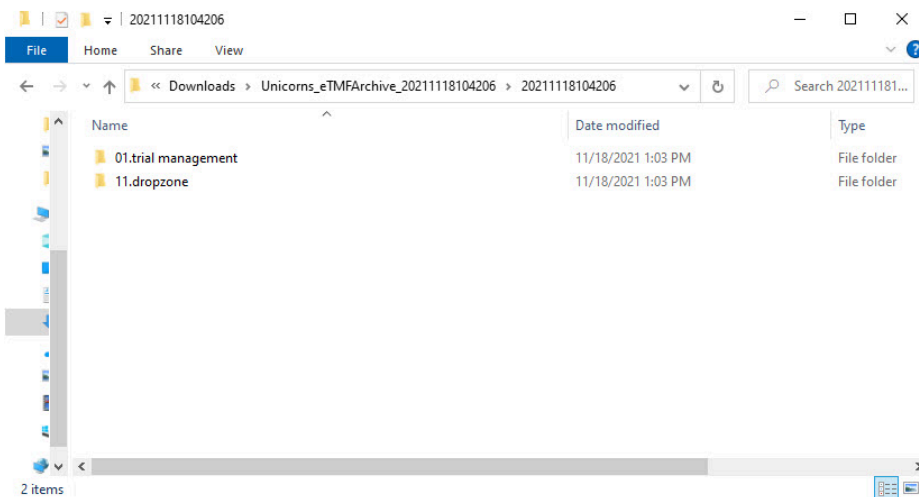 20211118104206
File Home Share View
« Downloads > Unicorns_eTMFArchive_20211118104206 > 20211118104206 Search 202111181...
Name Date modified Type
01.trial management 11/18/2021 1:03 PM File folder
11.dropzone 11/18/2021 1:03 PM File folder
2 items